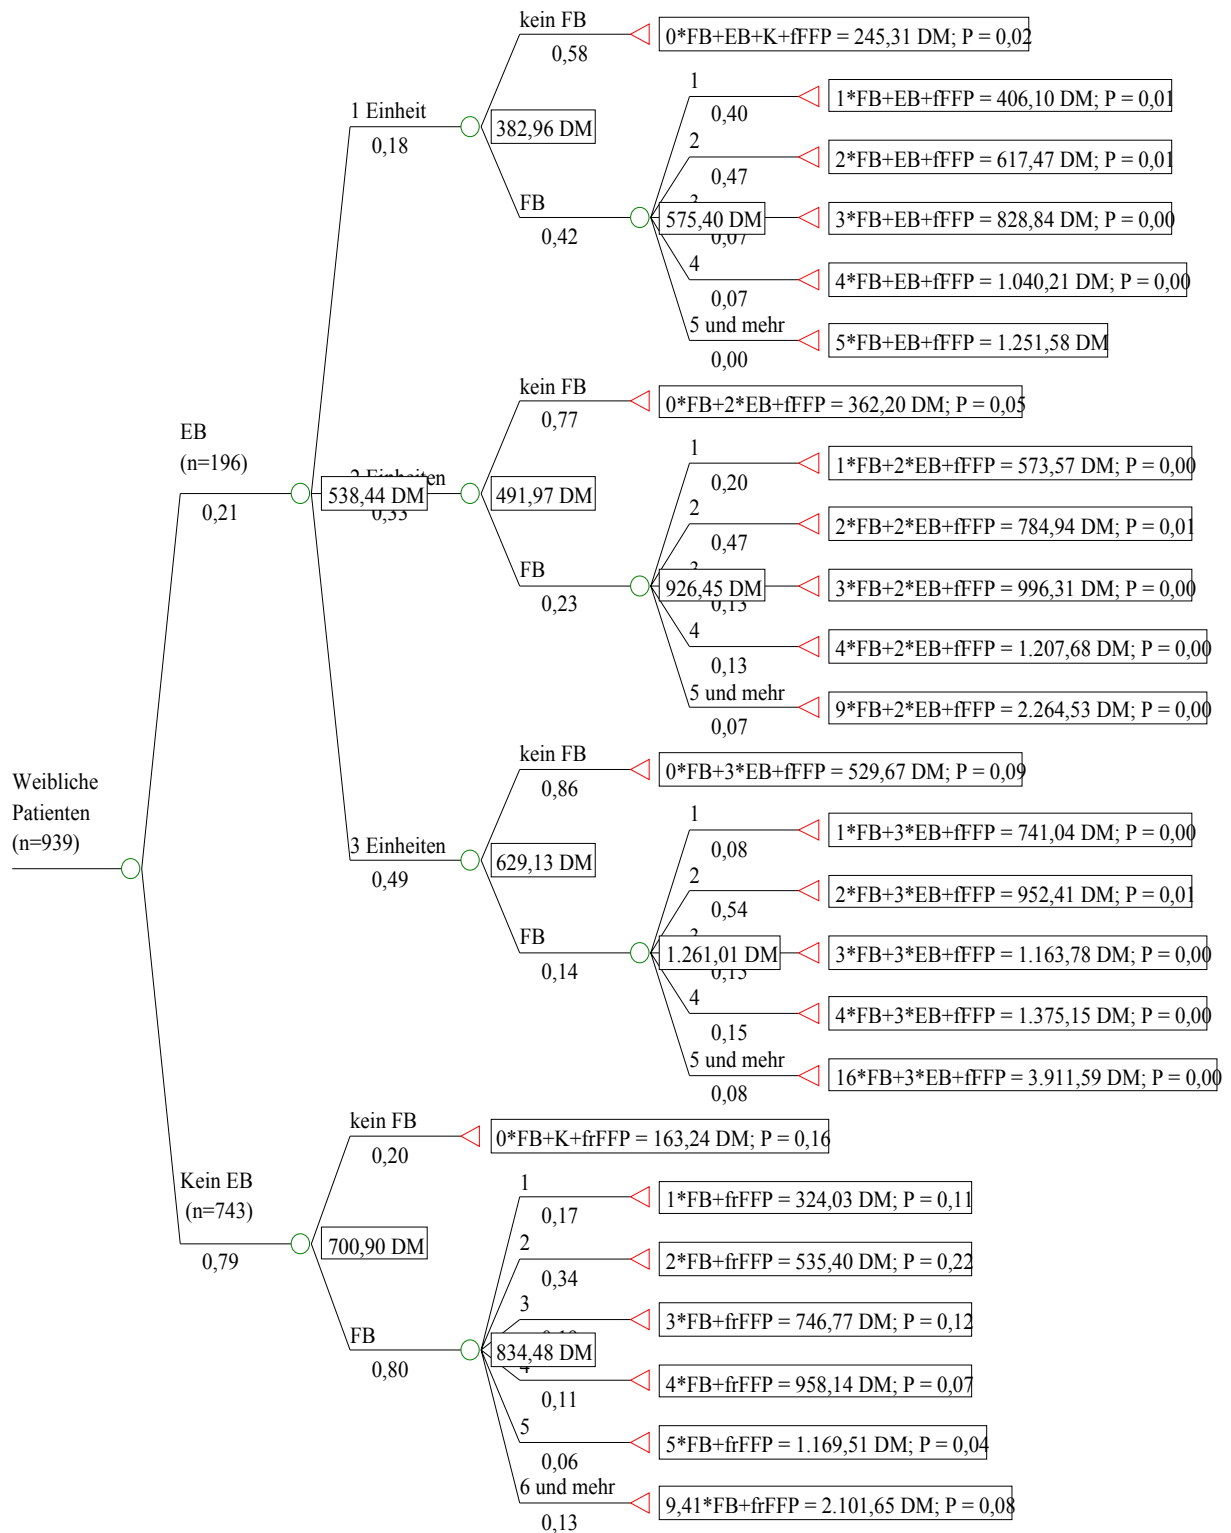 kein FB
0,58
0*FB+EB+K+fFFP = 245,31 DM; P = 0,02
1 Einheit
0,18
382,96 DM
1
0,40
1*FB+EB+fFFP = 406,10 DM; P = 0,01
2
0,47
2*FB+EB+fFFP = 617,47 DM; P = 0,01
FB
0,42
575,40 DM
0,07
3*FB+EB+fFFP = 828,84 DM; P = 0,00
4
0,07
4*FB+EB+fFFP = 1.040,21 DM; P = 0,00
5 und mehr
0,00
5*FB+EB+fFFP = 1.251,58 DM
kein FB
0,77
0*FB+2*EB+fFFP = 362,20 DM; P = 0,05
EB
(n=196)
0,21
538,44 DM
2 Einheiten
0,33
491,97 DM
1
0,20
1*FB+2*EB+fFFP = 573,57 DM; P = 0,00
2
0,47
2*FB+2*EB+fFFP = 784,94 DM; P = 0,01
FB
0,23
926,45 DM
0,13
3*FB+2*EB+fFFP = 996,31 DM; P = 0,00
4
0,13
4*FB+2*EB+fFFP = 1.207,68 DM; P = 0,00
5 und mehr
0,07
9*FB+2*EB+fFFP = 2.264,53 DM; P = 0,00
kein FB
0,86
0*FB+3*EB+fFFP = 529,67 DM; P = 0,09
Weibliche
Patienten
(n=939)
3 Einheiten
0,49
629,13 DM
1
0,08
1*FB+3*EB+fFFP = 741,04 DM; P = 0,00
2
0,54
2*FB+3*EB+fFFP = 952,41 DM; P = 0,01
FB
0,14
1.261,01 DM
0,15
3*FB+3*EB+fFFP = 1.163,78 DM; P = 0,00
4
0,15
4*FB+3*EB+fFFP = 1.375,15 DM; P = 0,00
5 und mehr
0,08
16*FB+3*EB+fFFP = 3.911,59 DM; P = 0,00
kein FB
0,20
0*FB+K+frFFP = 163,24 DM; P = 0,16
Kein EB
(n=743)
0,79
700,90 DM
1
0,17
1*FB+frFFP = 324,03 DM; P = 0,11
2
0,34
2*FB+frFFP = 535,40 DM; P = 0,22
3
3*FB+frFFP = 746,77 DM; P = 0,12
FB
0,80
834,48 DM
4
0,11
4*FB+frFFP = 958,14 DM; P = 0,07
5
0,06
5*FB+frFFP = 1.169,51 DM; P = 0,04
6 und mehr
0,13
9,41*FB+frFFP = 2.101,65 DM; P = 0,08